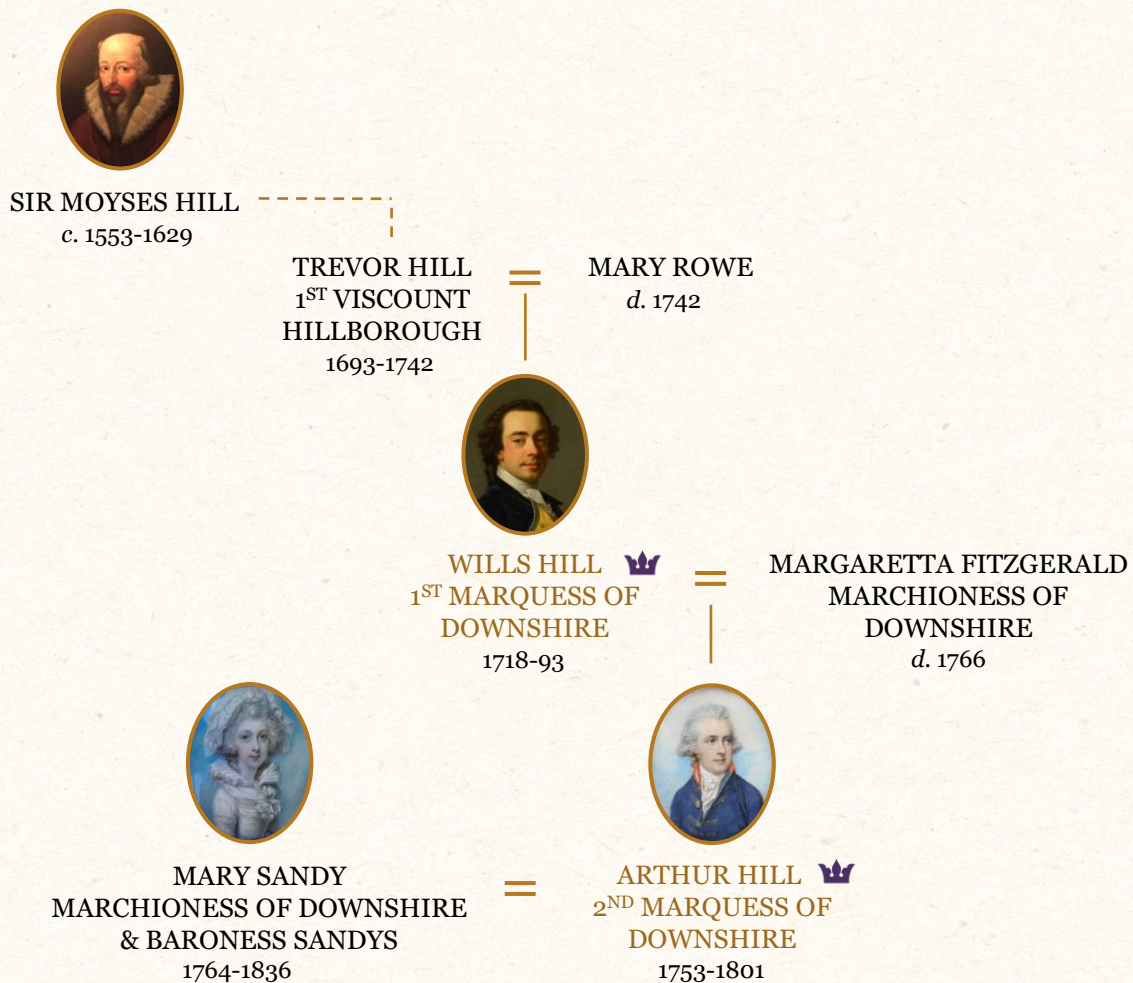 SIR MOYSES HILL
c. 1553-1629
TREVOR HILL
1ST VISCOUNT
HILLBOROUGH
1693-1742
=
MARY ROWE
d. 1742
WILLS HILL
1ST MARQUESS OF
DOWNSHIRE
1718-93
=
MARGARETTA FITZGERALD
MARCHIONESS OF
DOWNSHIRE
d. 1766
MARY SANDY
MARCHIONESS OF DOWNSHIRE
& BARONESS SANDYS
1764-1836
=
ARTHUR HILL
2ND MARQUESS OF
DOWNSHIRE
1753-1801